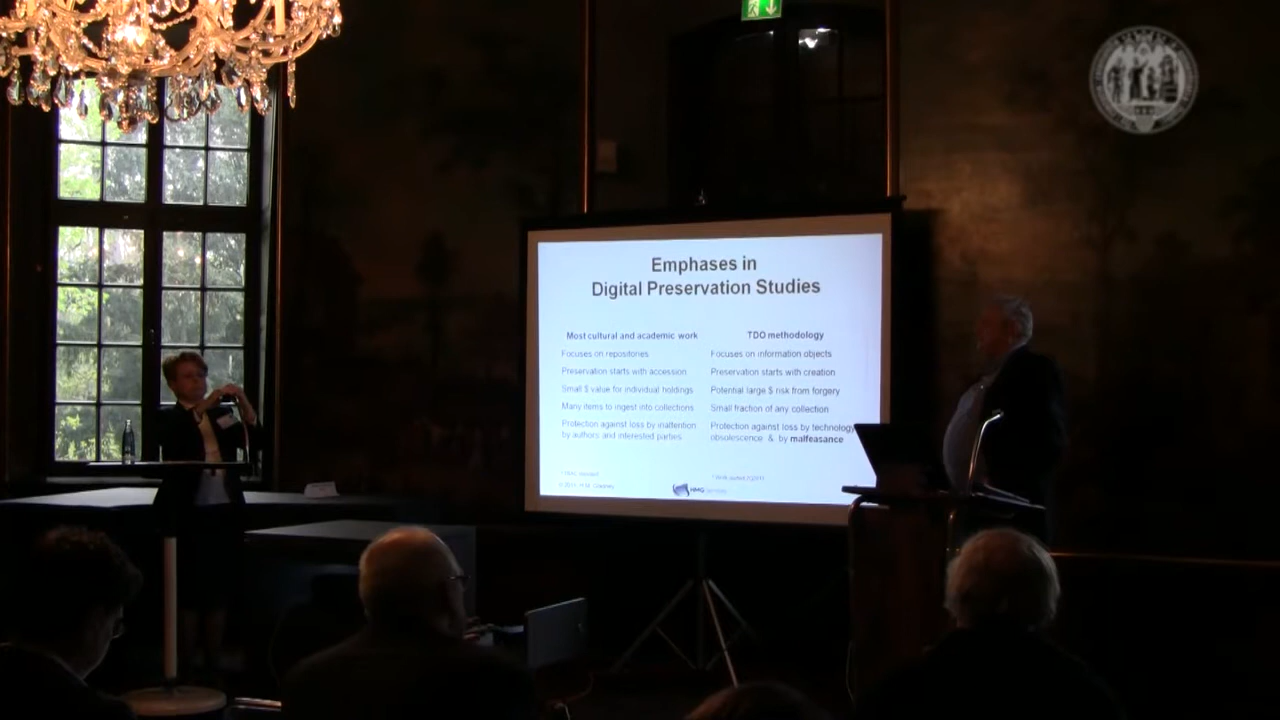 Emphases in
Digital Preservation Studies
Most cultural and academic work
Focuses on repositories
Preservation starts with accession
Small $ value for individual holdings
Many items to ingest into collections
Protection against loss by inattention
by authors and interested parties
TDO methodology
Focuses on information objects
Preservation starts with creation
Potential large $ risk from forgery
Small fraction of any collection
Protection against loss by technology
obsolescence & by malfeasance
HMG